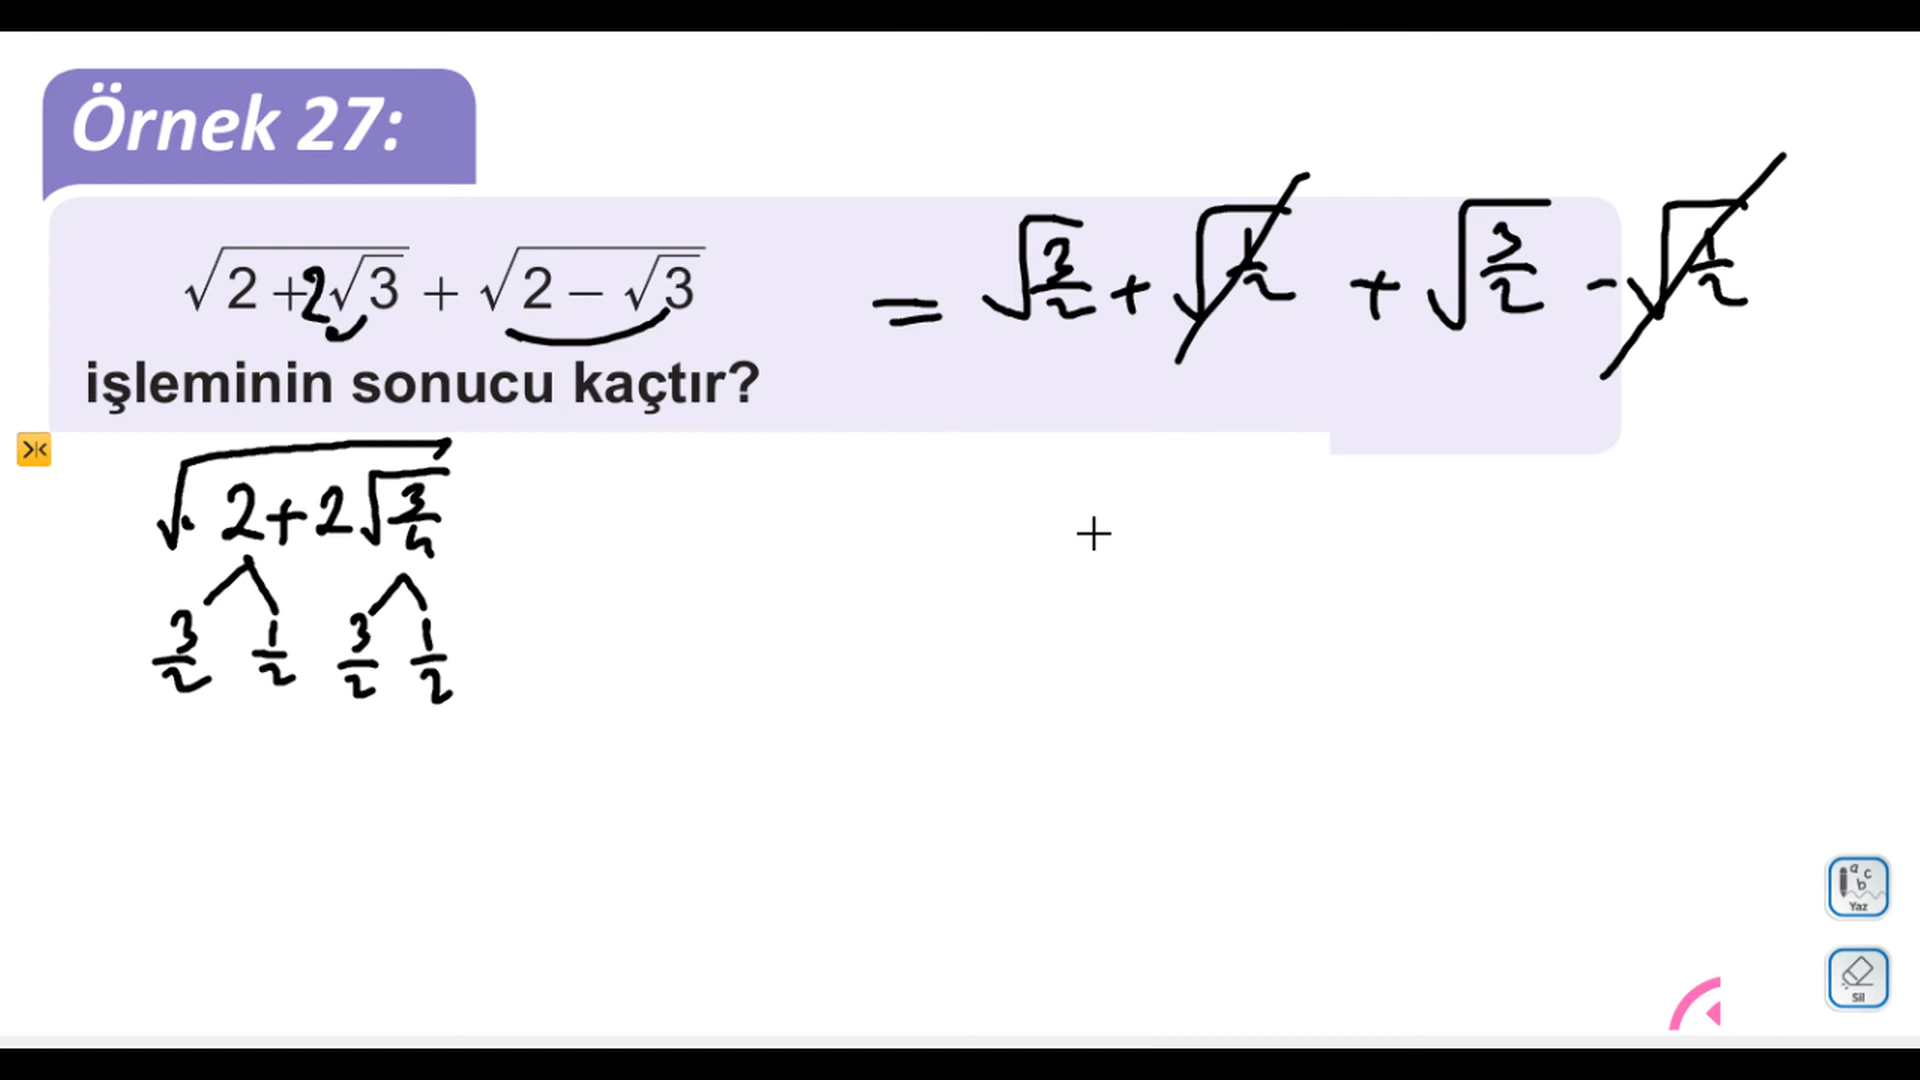 Örnek 27:
√(2 + 2√3) + √(2 − √3) = √(3/2) + √(1/2) + √(3/2) - √(1/2)
işleminin sonucu kaçtır?
√(2+2√(3/4))
3/2 1/2 3/2 1/2
a b c
Yaz
Sil